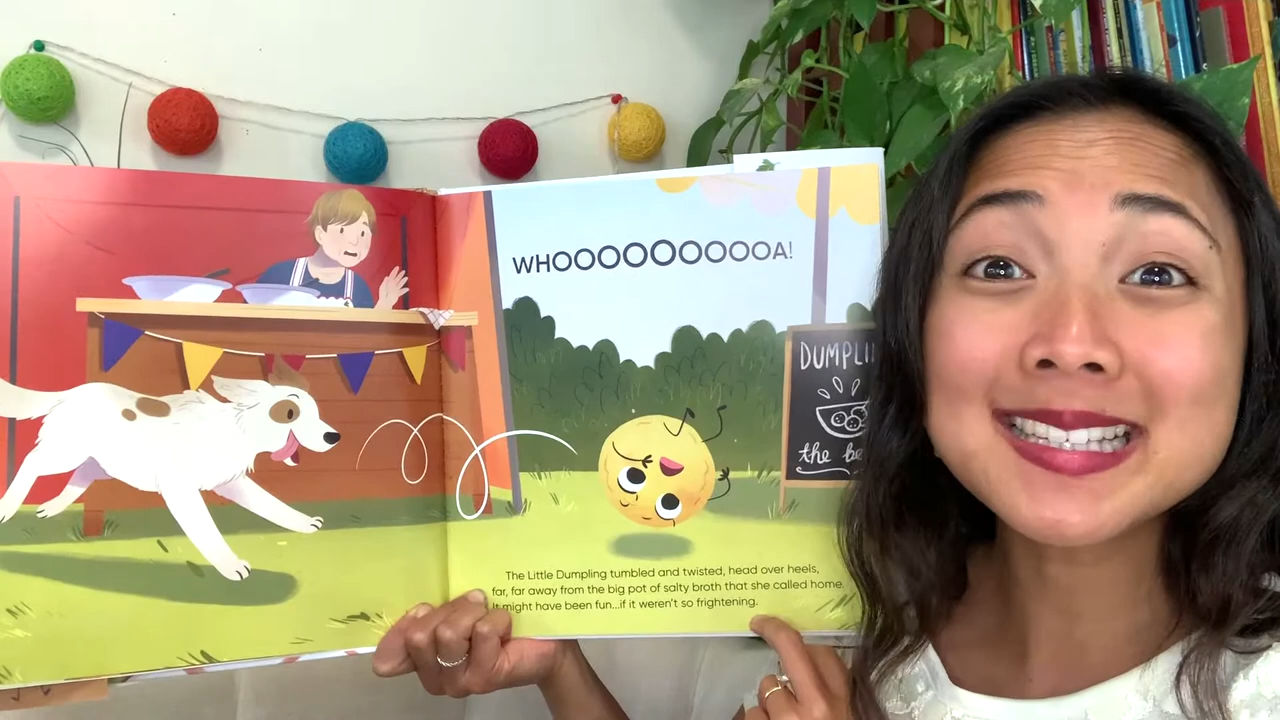 WHOOOOOOOOOOA!
DUMPLI
the be
The Little Dumpling tumbled and twisted, head over heels,
far, far away from the big pot of salty broth that she called home.
It might have been fun...if it weren't so frightening.